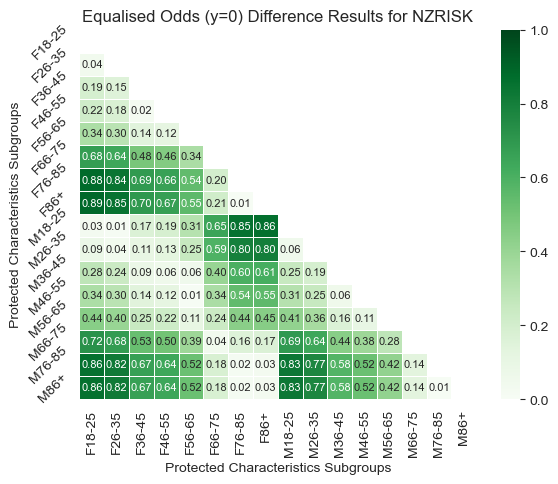 Equalised Odds (y=0) Difference Results for NZRISK
Protected Characteristics Subgroups
F18-25
F26-35 0.04
F36-45 0.19 0.15
F46-55 0.22 0.18 0.02
F56-65 0.34 0.30 0.14 0.12
F66-75 0.68 0.64 0.48 0.46 0.34
F76-85 0.88 0.84 0.69 0.66 0.54 0.20
F86+ 0.89 0.85 0.70 0.67 0.55 0.21 0.01
M18-25 0.03 0.01 0.17 0.19 0.31 0.65 0.85 0.86
M26-35 0.09 0.04 0.11 0.13 0.25 0.59 0.80 0.80 0.06
M36-45 0.28 0.24 0.09 0.06 0.06 0.40 0.60 0.61 0.25 0.19
M46-55 0.34 0.30 0.14 0.12 0.01 0.34 0.54 0.55 0.31 0.25 0.06
M56-65 0.44 0.40 0.25 0.22 0.11 0.24 0.44 0.45 0.41 0.36 0.16 0.11
M66-75 0.72 0.68 0.53 0.50 0.39 0.04 0.16 0.17 0.69 0.64 0.44 0.38 0.28
M76-85 0.86 0.82 0.67 0.64 0.52 0.18 0.02 0.03 0.83 0.77 0.58 0.52 0.42 0.14
M86+ 0.86 0.82 0.67 0.64 0.52 0.18 0.02 0.03 0.83 0.77 0.58 0.52 0.42 0.14 0.01
F18-25 F26-35 F36-45 F46-55 F56-65 F66-75 F76-85 F86+ M18-25 M26-35 M36-45 M46-55 M56-65 M66-75 M76-85 M86+
Protected Characteristics Subgroups
1.0
0.8
0.6
0.4
0.2
0.0